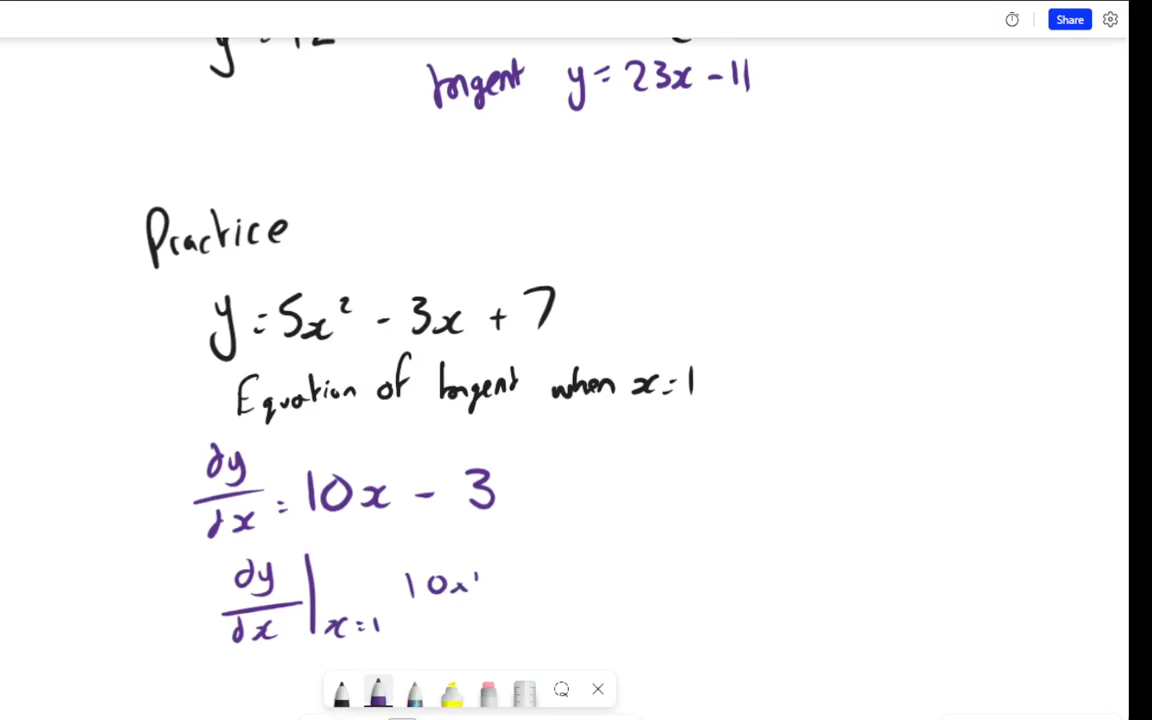 Share
y = 12
tangent y = 23x - 11
Practice
y = 5x² - 3x + 7
Equation of tangent when x = 1
dy/dx = 10x - 3
dy/dx |x=1 10x'